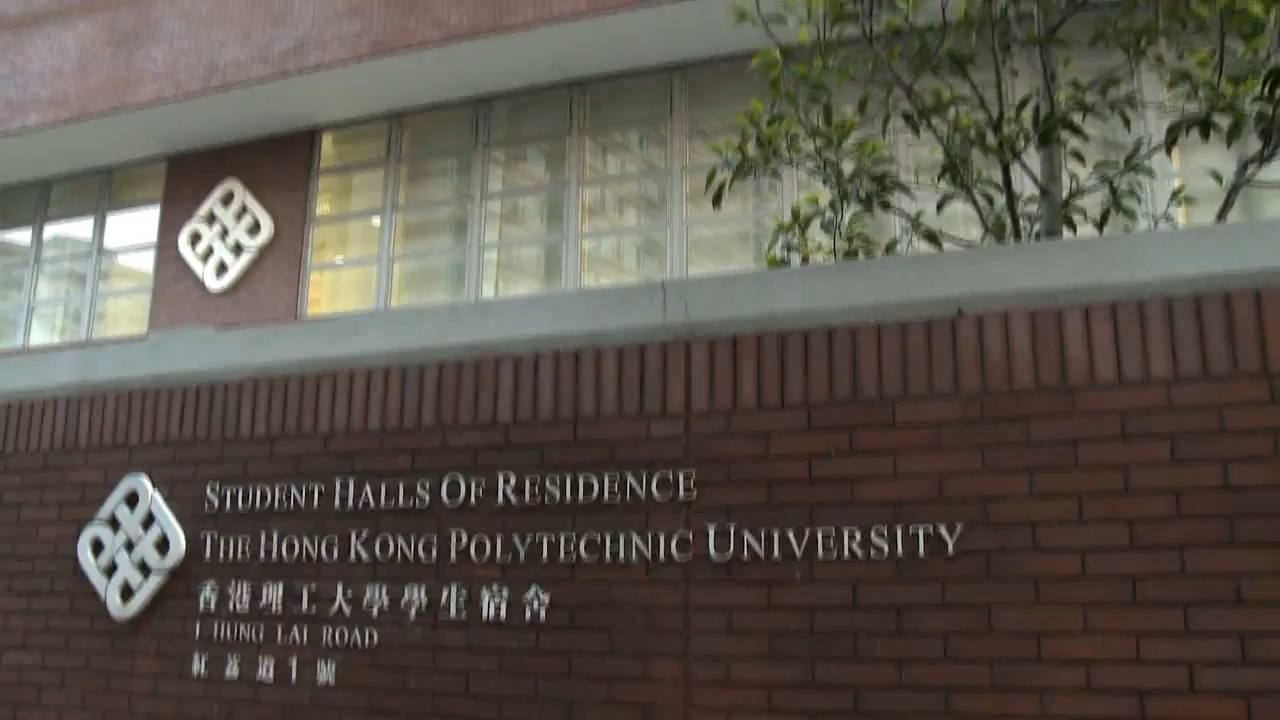 STUDENT HALLS OF RESIDENCE
THE HONG KONG POLYTECHNIC UNIVERSITY
香港理工大學學生宿舍
1 HUNG LAI ROAD
紅荔道1號